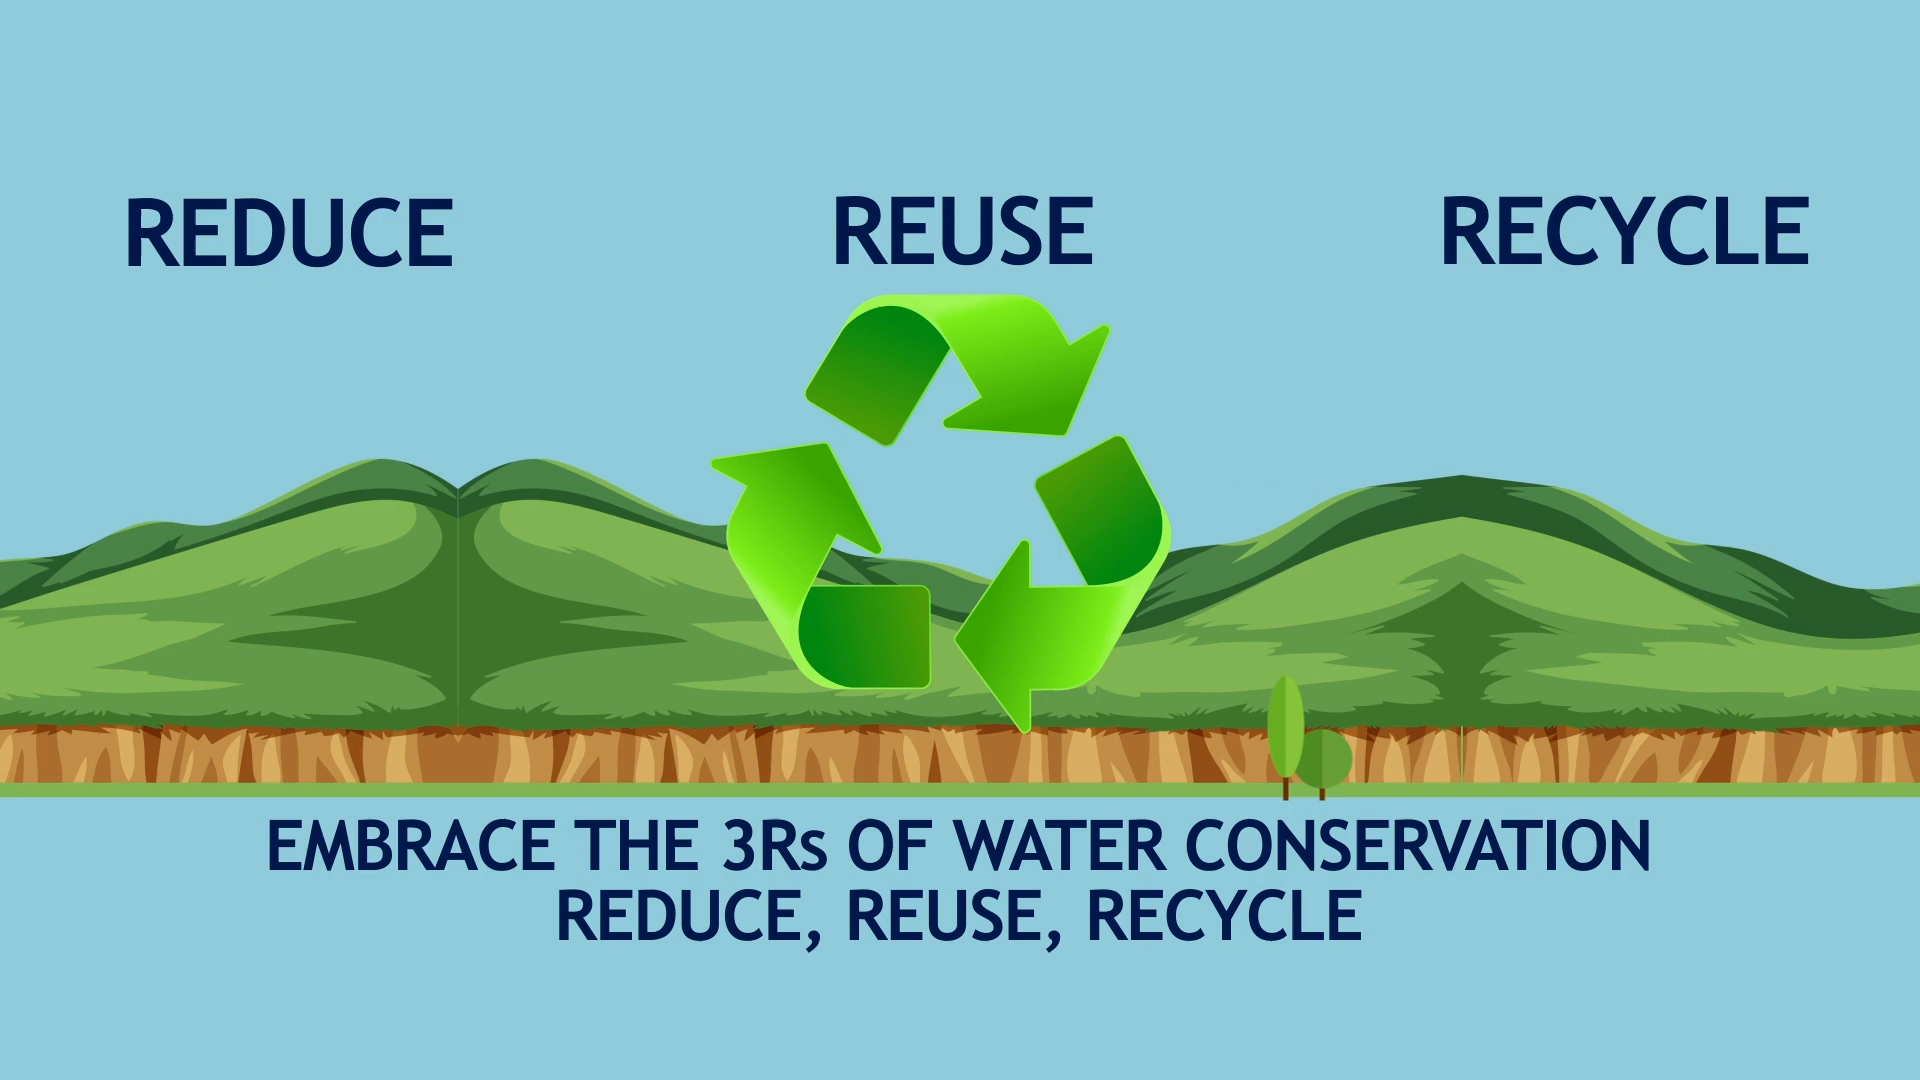 REDUCE
REUSE
RECYCLE
EMBRACE THE 3Rs OF WATER CONSERVATION
REDUCE, REUSE, RECYCLE